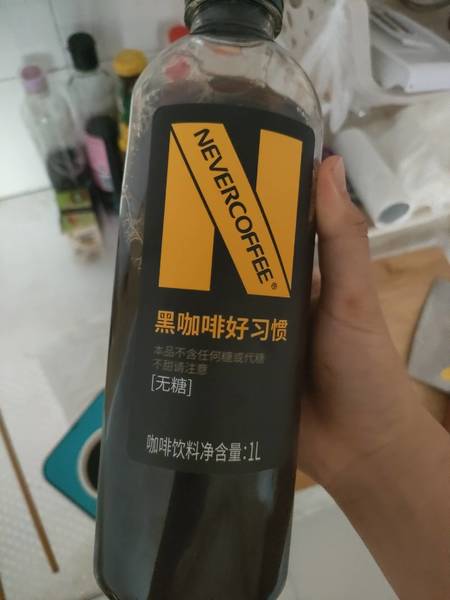 NEVERCOFFEE®
黑咖啡好习惯
本品不含任何糖或代糖
不甜请注意
[无糖]
咖啡饮料净含量:1L